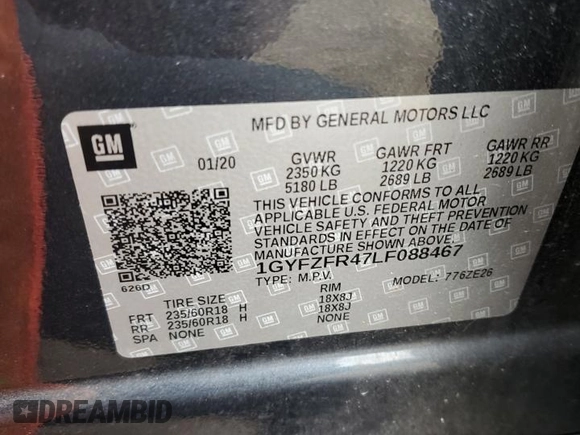 GM
MFD BY GENERAL MOTORS LLC
01/20
GVWR GAWR FRT GAWR RR
2350 KG 1220 KG 1220 KG
5180 LB 2689 LB 2689 LB
THIS VEHICLE CONFORMS TO ALL
APPLICABLE U.S. FEDERAL MOTOR
VEHICLE SAFETY AND THEFT PREVENTION
STANDARDS IN EFFECT ON THE DATE OF
MANUFACTURE SHOWN ABOVE.
1GYFZFR47LF088467
626D
TYPE: M.P.V. MODEL: 776ZE26
TIRE SIZE RIM
FRT 235/60R18 H 18X8J
RR 235/60R18 H 18X8J
SPA NONE NONE
DREAMBID